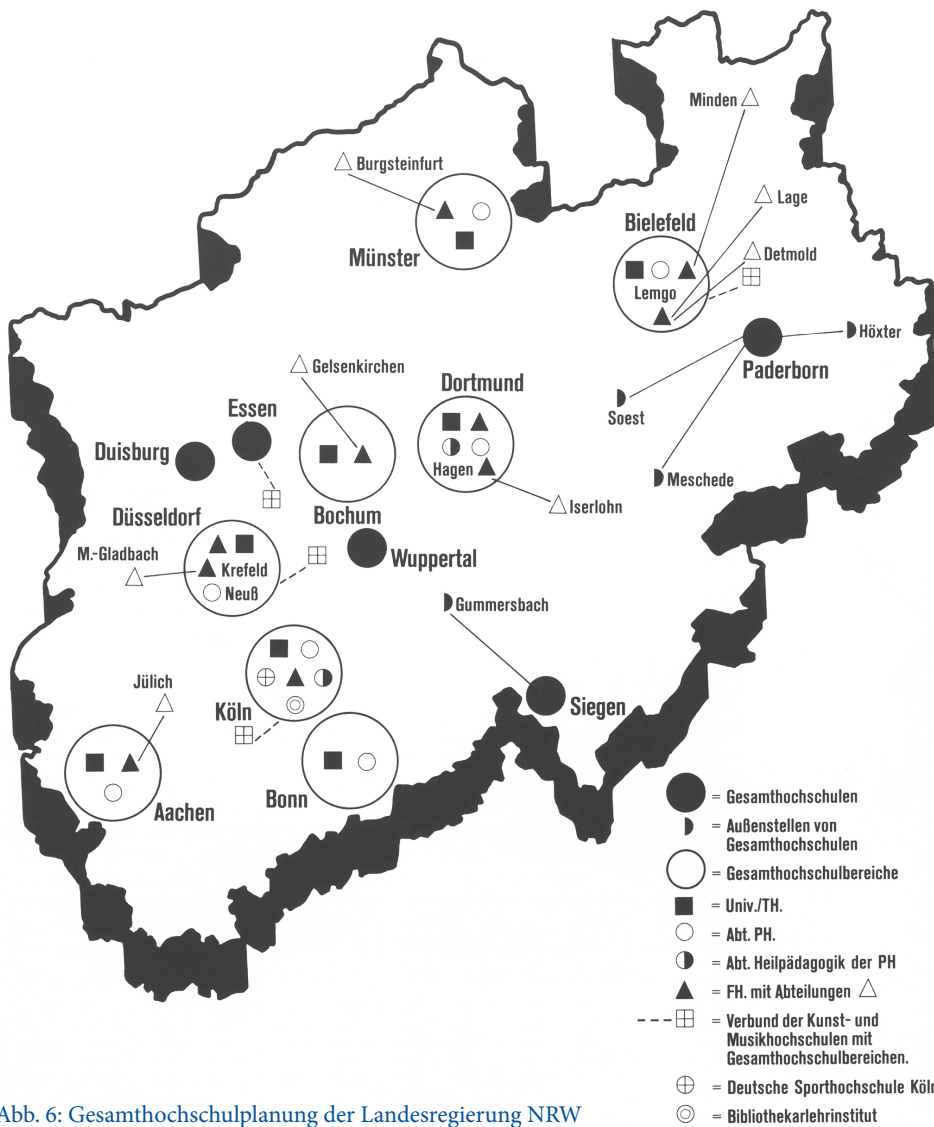 Minden
Burgsteinfurt
Lage
Bielefeld
Münster
Detmold
Lemgo
Höxter
Paderborn
Gelsenkirchen
Dortmund
Soest
Essen
Duisburg
Hagen
Meschede
Iserlohn
Bochum
Düsseldorf
M.-Gladbach
Wuppertal
Krefeld
Neuß
Gummersbach
Jülich
Köln
Siegen
Bonn
Aachen
= Gesamthochschulen
= Außenstellen von
Gesamthochschulen
= Gesamthochschulbereiche
= Univ./TH.
= Abt. PH.
= Abt. Heilpädagogik der PH
= FH. mit Abteilungen
= Verbund der Kunst- und
Musikhochschulen mit
Gesamthochschulbereichen.
= Deutsche Sporthochschule Köln
= Bibliothekarlehrinstitut
Abb. 6: Gesamthochschulplanung der Landesregierung NRW